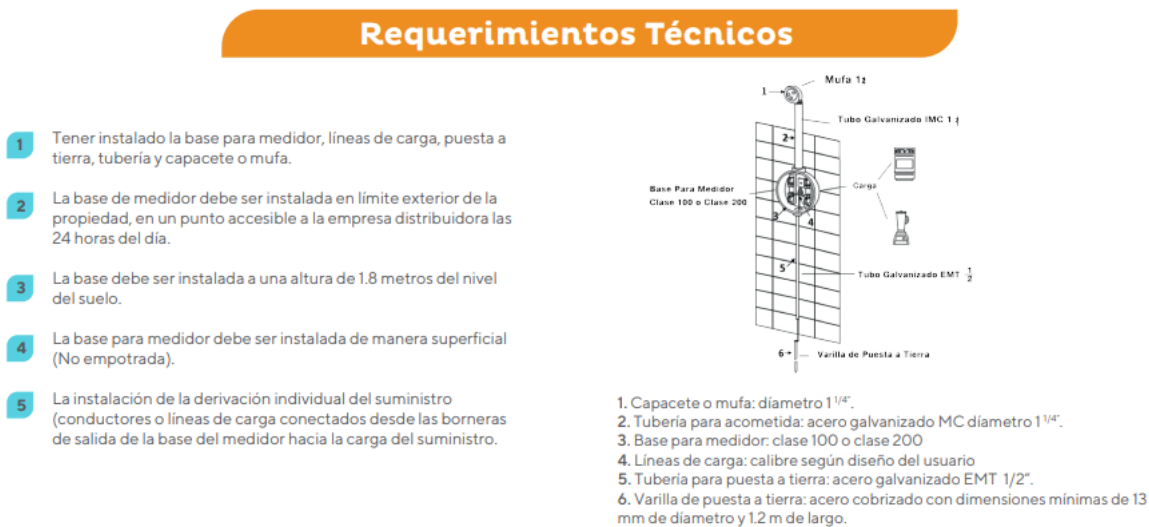 Requerimientos Técnicos
1
Tener instalado la base para medidor, líneas de carga, puesta a
tierra, tubería y capacete o mufa.
2
La base de medidor debe ser instalada en límite exterior de la
propiedad, en un punto accesible a la empresa distribuidora las
24 horas del día.
3
La base debe ser instalada a una altura de 1.8 metros del nivel
del suelo.
4
La base para medidor debe ser instalada de manera superficial
(No empotrada).
5
La instalación de la derivación individual del suministro
(conductores o líneas de carga conectados desde las borneras
de salida de la base del medidor hacia la carga del suministro.
Mufa
1
Tubo Galvanizado IMC 1
2
Carga
Base Para Medidor
Clase 100 o Clase 200
3
4
5
Tubo Galvanizado EMT 1/2
6
Varilla de Puesta a Tierra
1. Capacete o mufa: díametro 1 1/4".
2. Tubería para acometida: acero galvanizado MC díametro 1 1/4".
3. Base para medidor: clase 100 o clase 200
4. Líneas de carga: calibre según diseño del usuario
5. Tubería para puesta a tierra: acero galvanizado EMT 1/2".
6. Varilla de puesta a tierra: acero cobrizado con dimensiones mínimas de 13
mm de díametro y 1.2 m de largo.